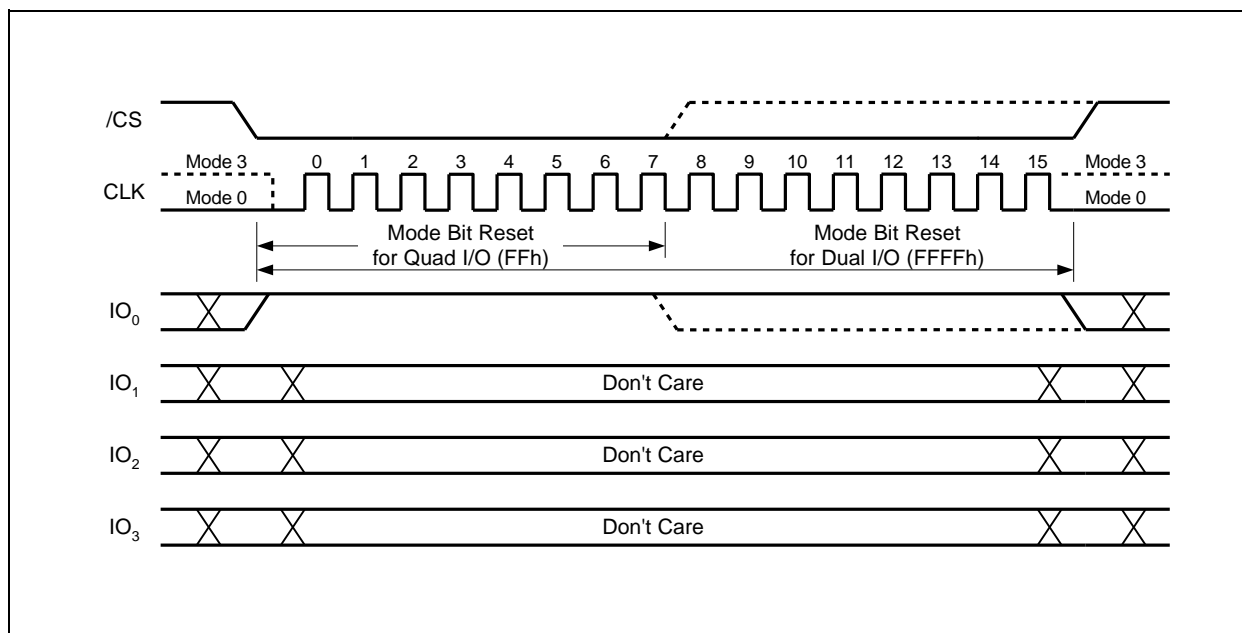 /CS
Mode 3 0 1 2 3 4 5 6 7 8 9 10 11 12 13 14 15 Mode 3
CLK Mode 0 Mode 0
Mode Bit Reset Mode Bit Reset
for Quad I/O (FFh) for Dual I/O (FFFFh)
IO0
IO1 Don't Care
IO2 Don't Care
IO3 Don't Care